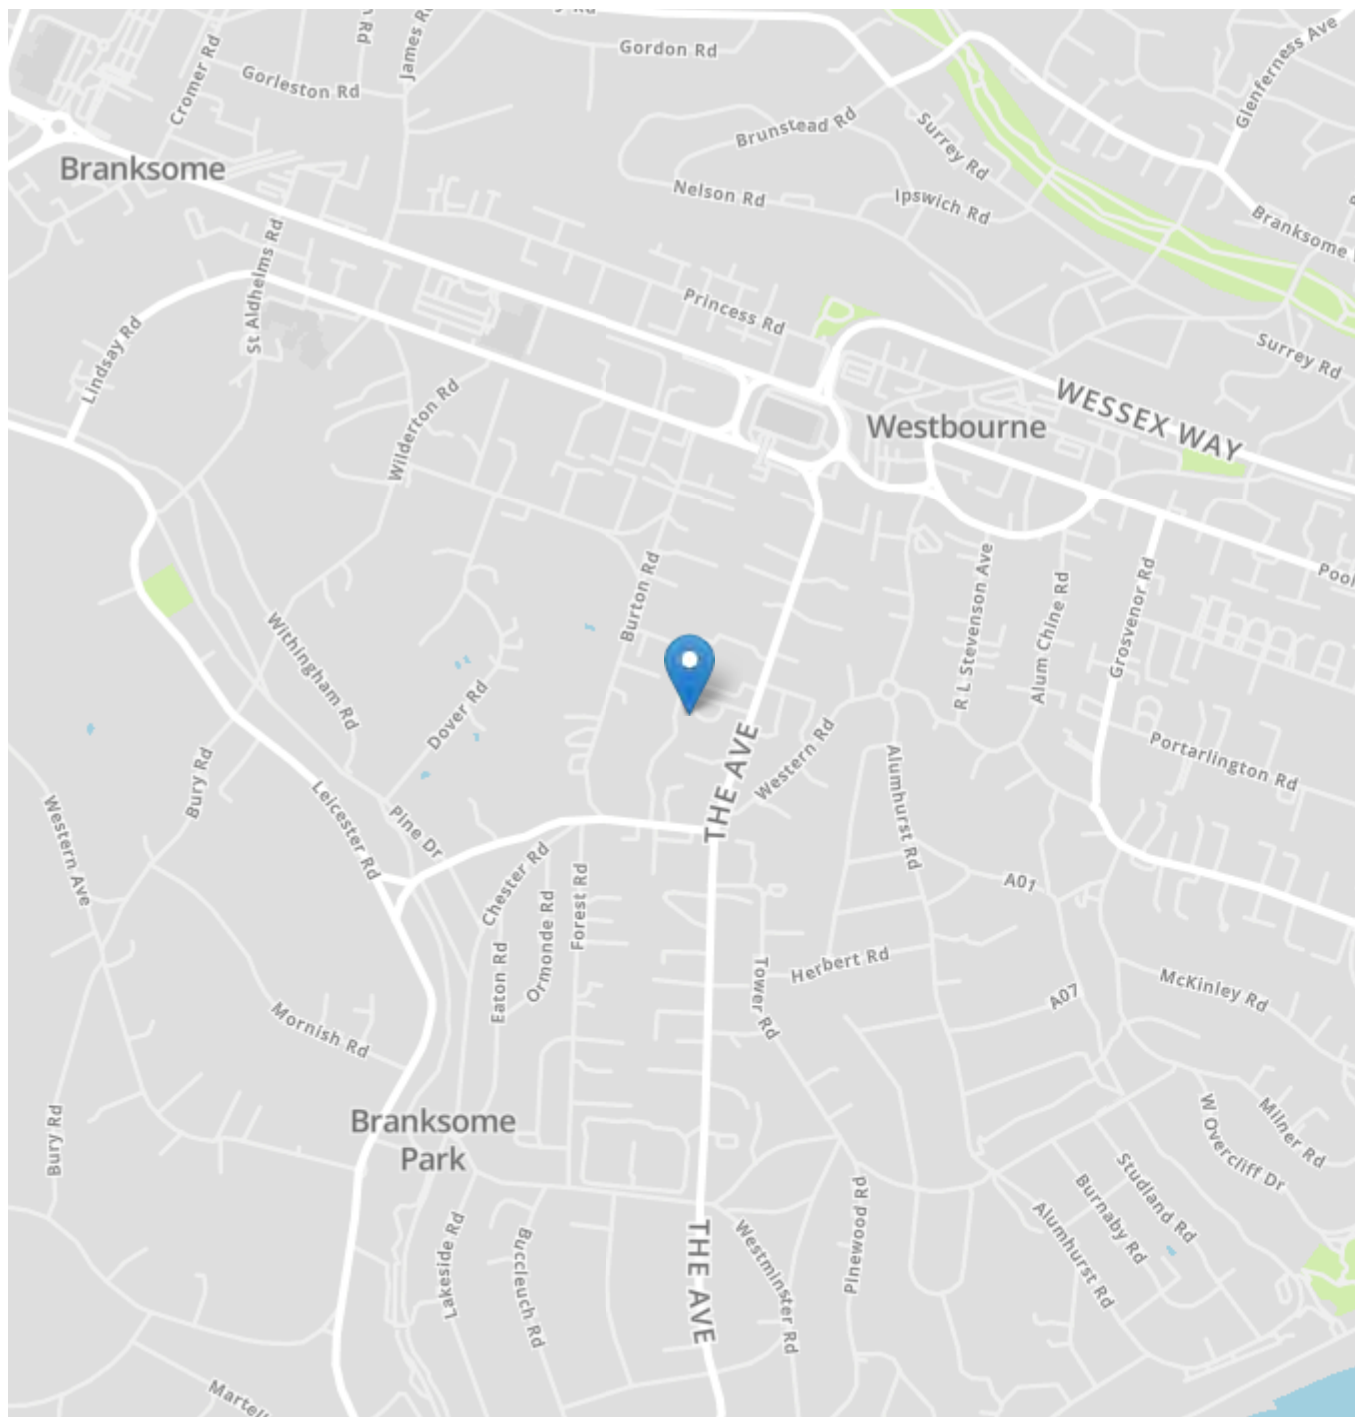 Gordon Rd
Glenferness Ave
James R
Cromer Rd
Gorleston Rd
Brunstead Rd
Surrey Rd
Branksome
Nelson Rd
Ipswich Rd
Branksome
St Aldhelms Rd
Princess Rd
Lindsay Rd
Surrey Rd
Wilderton Rd
WESSEX WAY
Westbourne
Burton Rd
R L Stevenson Ave
Alum Chine Rd
Grosvenor Rd
Withingham Rd
Dover Rd
THE AVE
Western Rd
Portarlington Rd
Bury Rd
Alumhurst Rd
Western Ave
Leicester Rd
Pine Dr
Chester Rd
Ormonde Rd
Forest Rd
A01
Eaton Rd
Tower Rd
Herbert Rd
McKinley Rd
A07
Mornish Rd
Bury Rd
Branksome
Park
W Overcliff Dr
Milner Rd
Studland Rd
Burnaby Rd
Alumhurst Rd
Pinewood Rd
Lakeside Rd
Buccleuch Rd
THE AVE
Westminster Rd